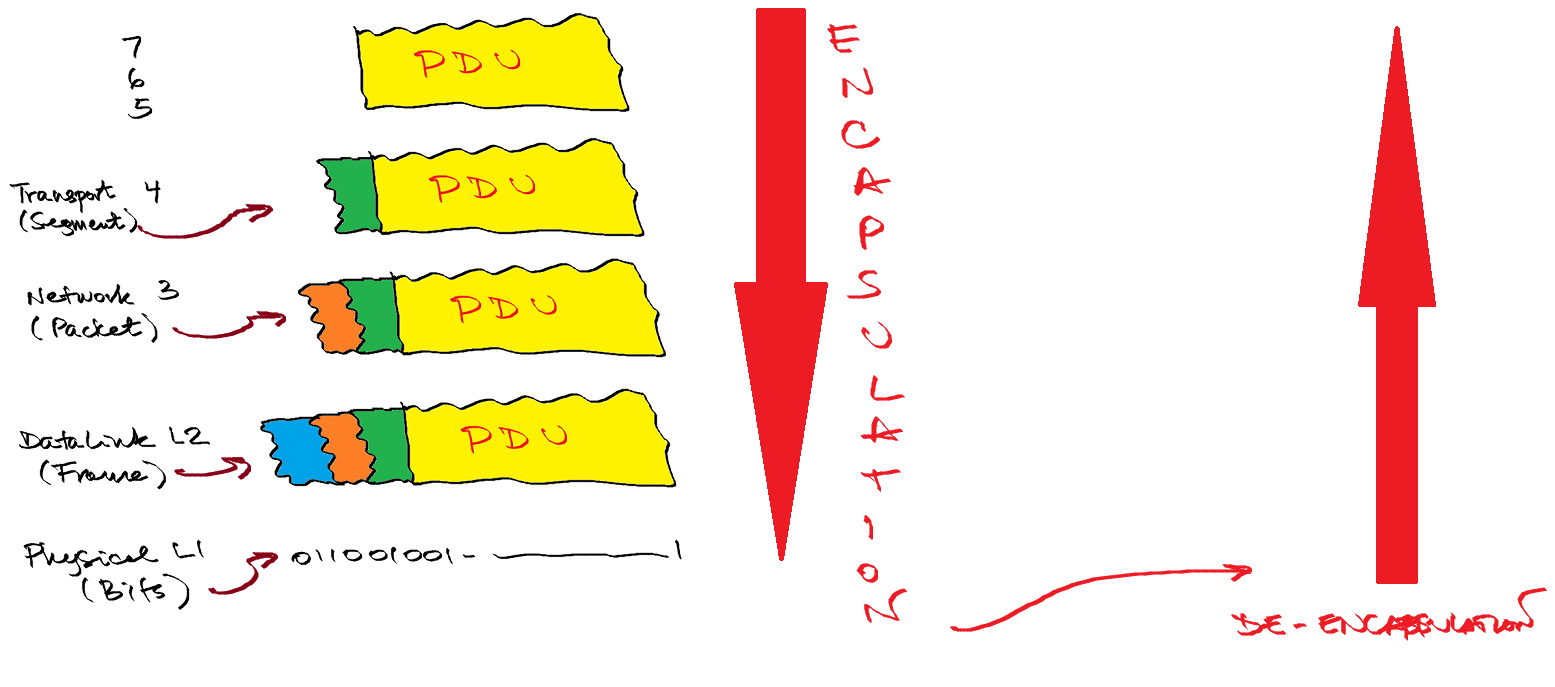 7
6
5
PDU
Transport 4
(Segment)
PDU
Network 3
(Packet)
PDU
DataLink L2
(Frame)
PDU
Physical L1
(Bits)
011001001- 1
ENCAPSULATION
DE-ENCAPSULATION